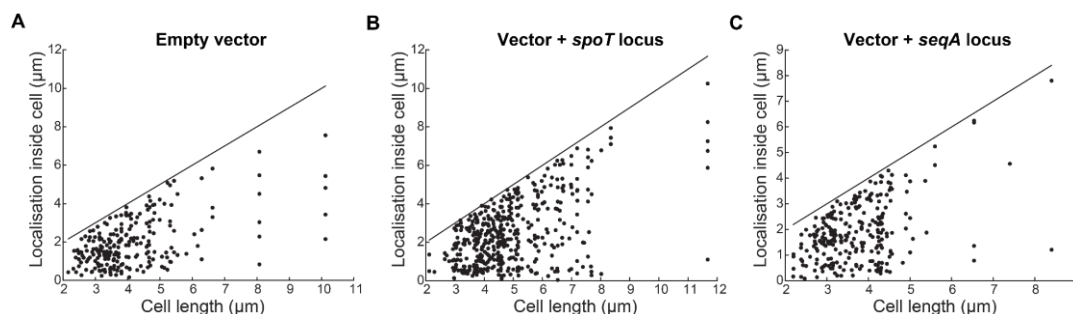 A
Empty vector
Localisation inside cell (µm)
12
10
8
6
4
2
0
2 3 4 5 6 7 8 9 10 11
Cell length (µm)
B
Vector + spoT locus
Localisation inside cell (µm)
12
10
8
6
4
2
0
2 3 4 5 6 7 8 9 10 11 12
Cell length (µm)
C
Vector + seqA locus
Localisation inside cell (µm)
9
8
7
6
5
4
3
2
1
0
2 3 4 5 6 7 8
Cell length (µm)